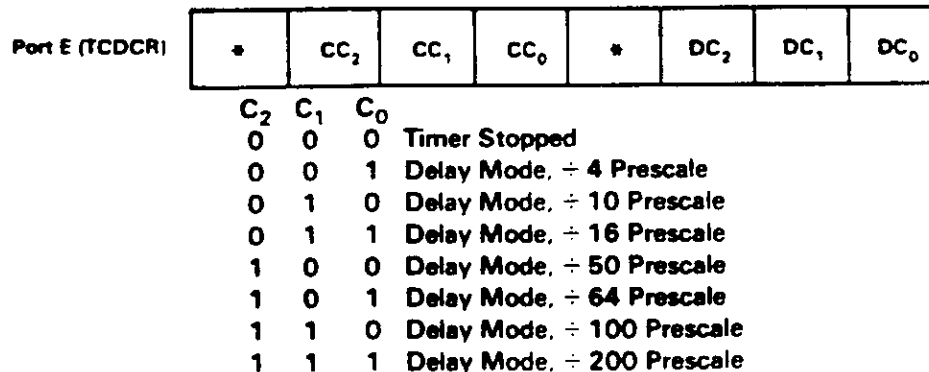 Port E (TCDCR) * CC₂ CC₁ CC₀ * DC₂ DC₁ DC₀
C₂ C₁ C₀
0 0 0 Timer Stopped
0 0 1 Delay Mode, ÷ 4 Prescale
0 1 0 Delay Mode, ÷ 10 Prescale
0 1 1 Delay Mode, ÷ 16 Prescale
1 0 0 Delay Mode, ÷ 50 Prescale
1 0 1 Delay Mode, ÷ 64 Prescale
1 1 0 Delay Mode, ÷ 100 Prescale
1 1 1 Delay Mode, ÷ 200 Prescale